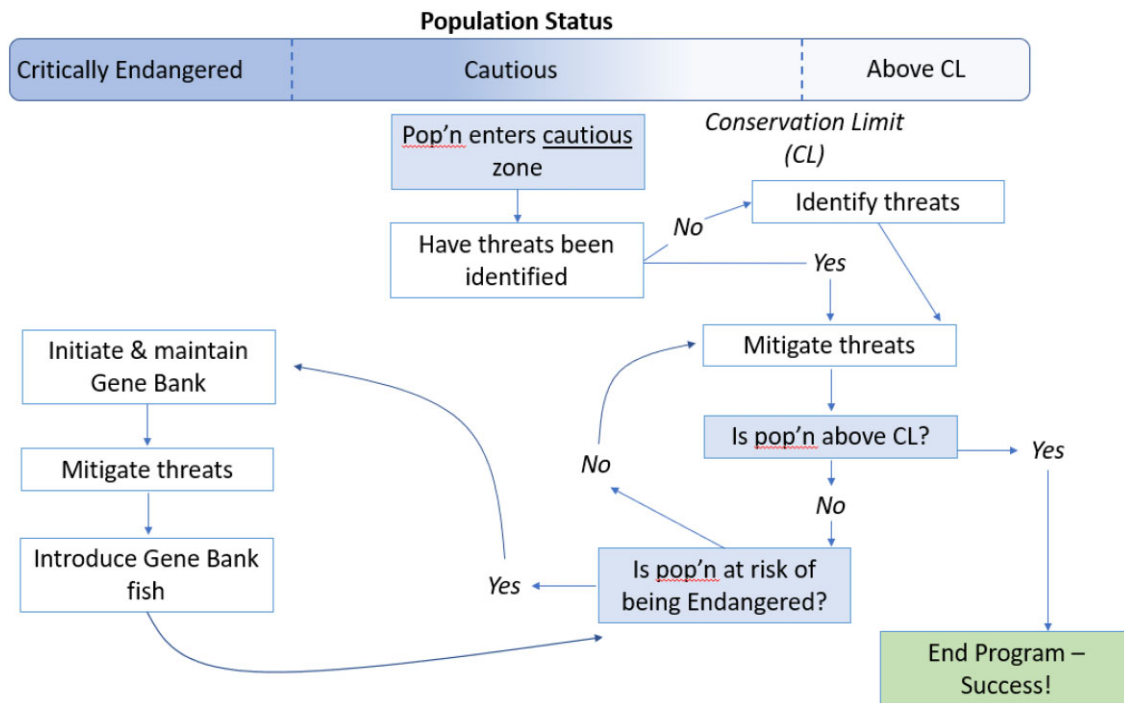 Population Status
Critically Endangered
Cautious
Above CL
Pop'n enters cautious
zone
Conservation Limit
(CL)
Identify threats
No
Have threats been
identified
Yes
Mitigate threats
Initiate & maintain
Gene Bank
Is pop'n above CL?
Yes
No
Mitigate threats
No
Introduce Gene Bank
fish
Yes
Is pop'n at risk of
being Endangered?
End Program –
Success!